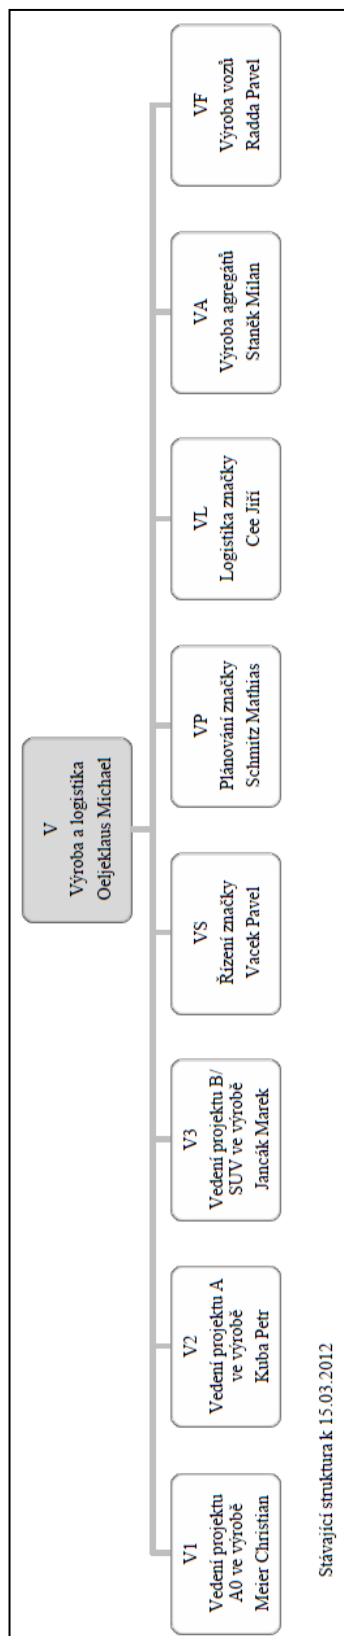 V
Výroba a logistika
Oeljeklaus Michael
V1
Vedení projektu
A0 ve výrobě
Meier Christian
V2
Vedení projektu A
ve výrobě
Kuba Petr
V3
Vedení projektu B/
SUV ve výrobě
Jancák Marek
VS
Řízení značky
Vacek Pavel
VP
Plánování značky
Schmitz Mathias
VL
Logistika značky
Cee Jiří
VA
Výroba agregátů
Staněk Milan
VF
Výroba vozů
Radda Pavel
Stávající struktura k 15.03.2012